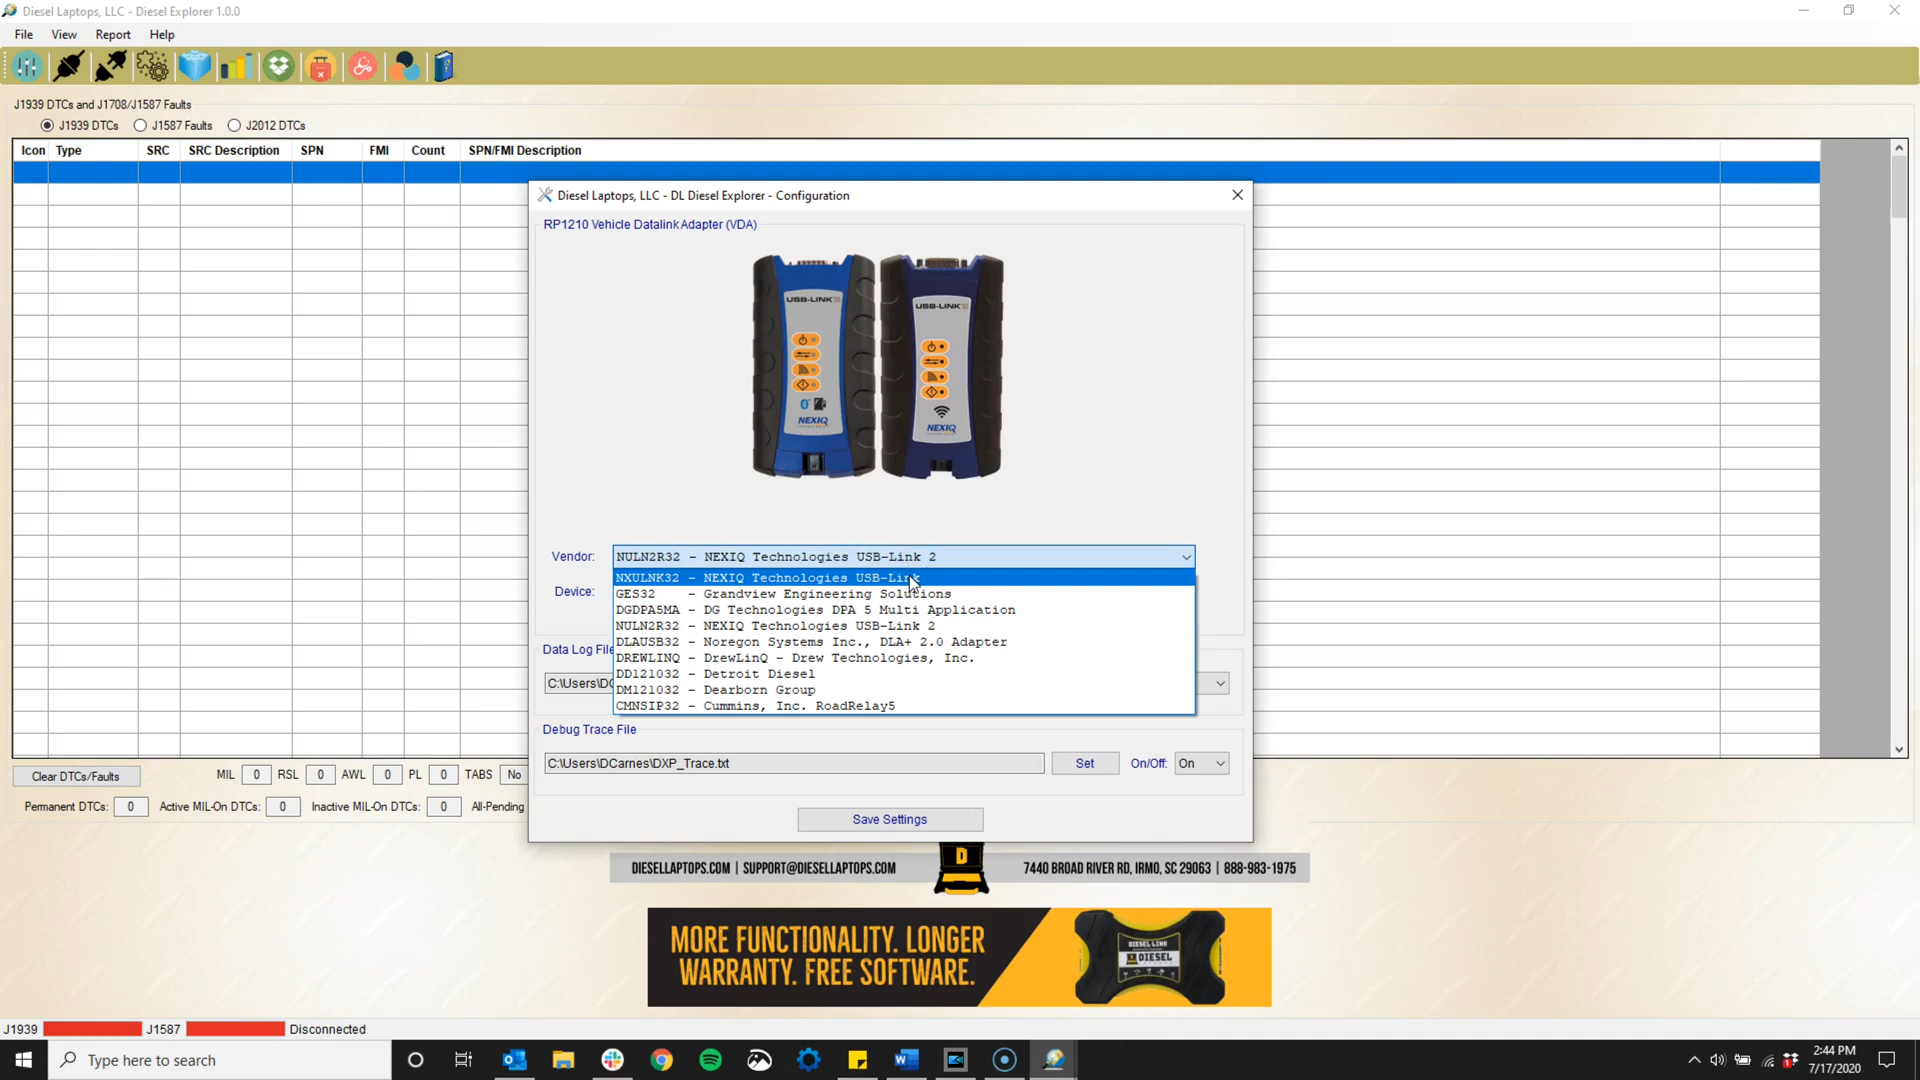 Diesel Laptops, LLC - Diesel Explorer 1.0.0
File View Report Help
J1939 DTCs and J1708/J1587 Faults
J1939 DTCs J1587 Faults J2012 DTCs
Icon Type SRC SRC Description SPN FMI Count SPN/FMI Description
Diesel Laptops, LLC - DL Diesel Explorer - Configuration
RP1210 Vehicle Datalink Adapter (VDA)
USB-LINK 2 USB-LINK 2
NEXIQ NEXIQ
Vendor: NULN2R32 - NEXIQ Technologies USB-Link 2
Device:
NXULNK32 - NEXIQ Technologies USB-Link
GES32 - Grandview Engineering Solutions
DGDPA5MA - DG Technologies DPA 5 Multi Application
NULN2R32 - NEXIQ Technologies USB-Link 2
DLAUSB32 - Noregon Systems Inc., DLA+ 2.0 Adapter
DREWLINQ - DrewLinQ - Drew Technologies, Inc.
DD121032 - Detroit Diesel
DM121032 - Dearborn Group
CMNSIP32 - Cummins, Inc. RoadRelay5
Data Log File
C:\Users\DC
Debug Trace File
C:\Users\DCarnes\DXP_Trace.txt Set On/Off: On
Save Settings
Clear DTCs/Faults MIL 0 RSL 0 AWL 0 PL 0 TABS No
Permanent DTCs: 0 Active MIL-On DTCs: 0 Inactive MIL-On DTCs: 0 All-Pending
DIESELLAPTOPS.COM | SUPPORT@DIESELLAPTOPS.COM D 7440 BROAD RIVER RD, IRMO, SC 29063 | 888-983-1975
MORE FUNCTIONALITY. LONGER
WARRANTY. FREE SOFTWARE.
DIESEL LINK
DIESEL
J1939 J1587 Disconnected
Type here to search
2:44 PM
7/17/2020